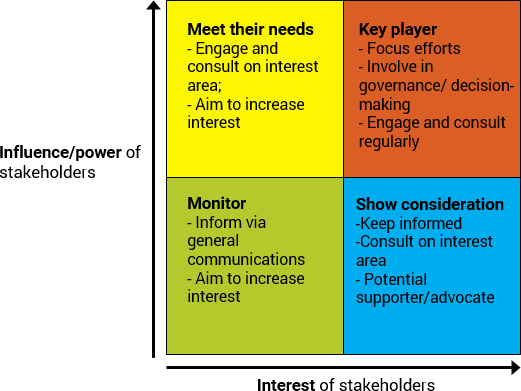 Meet their needs
- Engage and
consult on interest
area;
- Aim to increase
interest
Key player
- Focus efforts
- Involve in
governance/ decision-
making
- Engage and consult
regularly
Influence/power of
stakeholders
Monitor
- Inform via
general
communications
- Aim to increase
interest
Show consideration
-Keep informed
-Consult on interest
area
- Potential
supporter/advocate
Interest of stakeholders